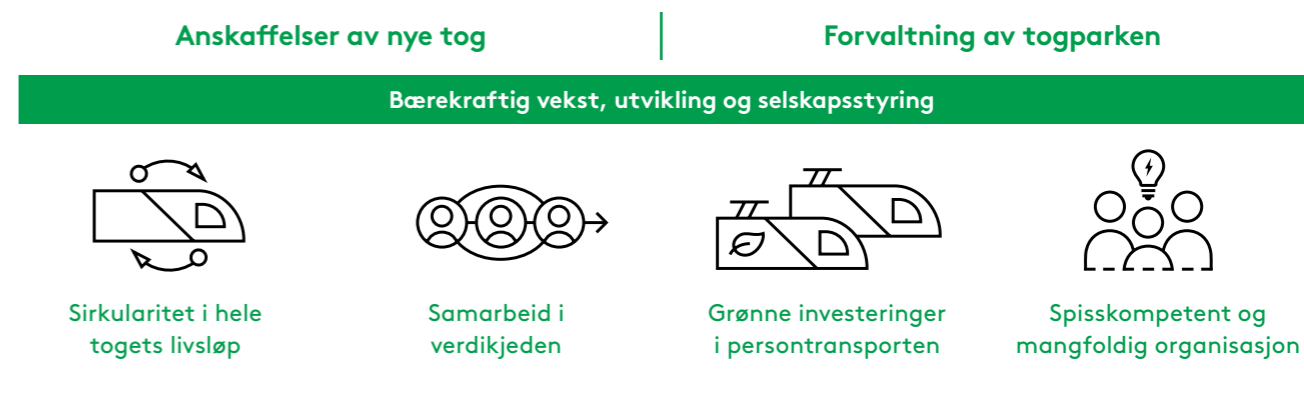 Anskaffelser av nye tog
Forvaltning av togparken
Bærekraftig vekst, utvikling og selskapsstyring
Sirkularitet i hele
togets livsløp
Samarbeid i
verdikjeden
Grønne investeringer
i persontransporten
Spisskompetent og
mangfoldig organisasjon